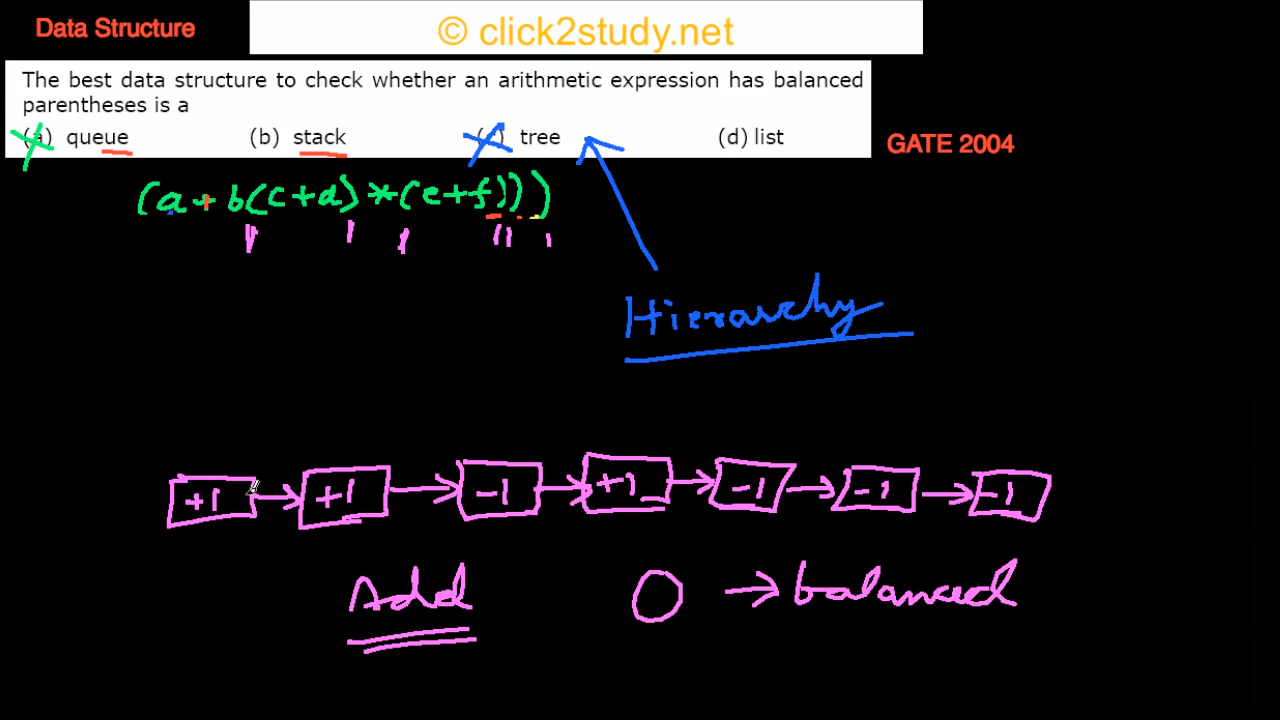 Data Structure
© click2study.net
The best data structure to check whether an arithmetic expression has balanced
parentheses is a
(a) queue (b) stack (c) tree (d) list
GATE 2004
(a + b(c+d) * (e+f)))
Hierarchy
+1 +1 -1 +1 -1 -1 -1
Add 0 → balanced